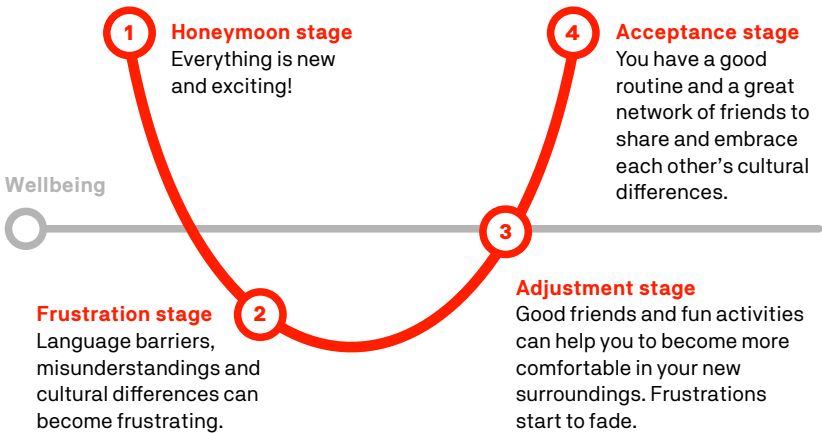 1
Honeymoon stage
Everything is new
and exciting!
4
Acceptance stage
You have a good
routine and a great
network of friends to
share and embrace
each other’s cultural
differences.
Wellbeing
3
Frustration stage
Language barriers,
misunderstandings and
cultural differences can
become frustrating.
2
Adjustment stage
Good friends and fun activities
can help you to become more
comfortable in your new
surroundings. Frustrations
start to fade.